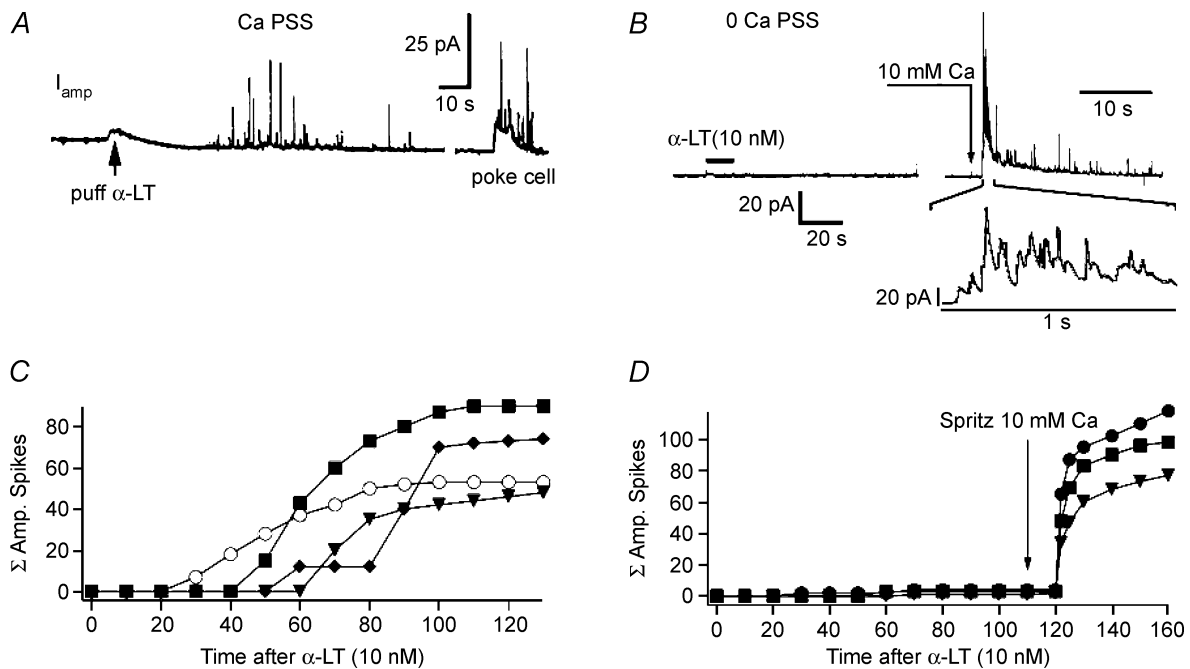 A
Ca PSS
25 pA
10 s
Iamp
puff α-LT
poke cell
B
0 Ca PSS
10 mM Ca
10 s
α-LT(10 nM)
20 pA
20 s
20 pA
1 s
C
Σ Amp. Spikes
80
60
40
20
0
0 20 40 60 80 100 120
Time after α-LT (10 nM)
D
Spritz 10 mM Ca
Σ Amp. Spikes
100
80
60
40
20
0
0 20 40 60 80 100 120 140 160
Time after α-LT (10 nM)